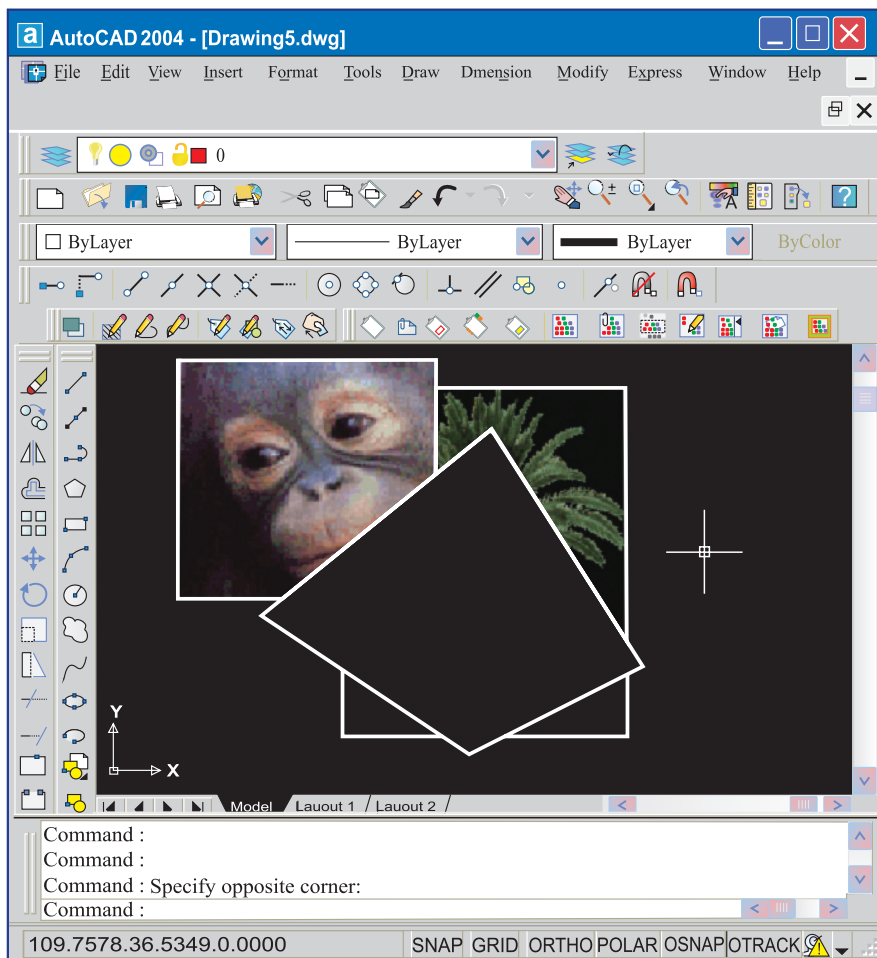 a AutoCAD 2004 - [Drawing5.dwg]
File Edit View Insert Format Tools Draw Dmension Modify Express Window Help
0
ByLayer ByLayer ByLayer ByColor
Y
X
Model Lauout 1 Lauout 2
Command :
Command :
Command : Specify opposite corner:
Command :
109.7578.36.5349.0.0000 SNAP GRID ORTHO POLAR OSNAP OTRACK